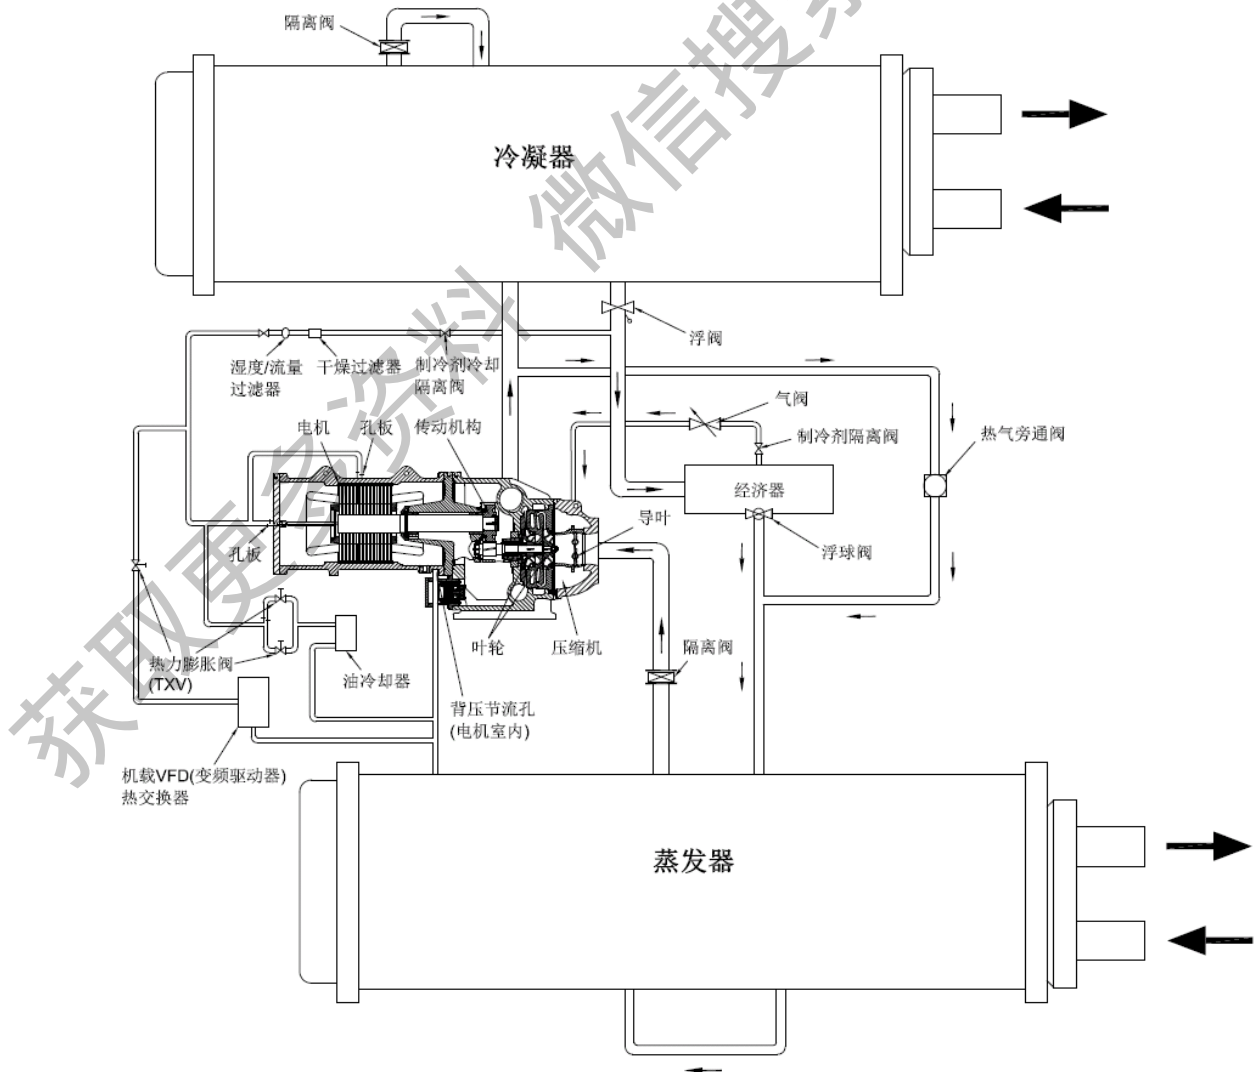 隔离阀
冷凝器
浮阀
湿度/流量
过滤器
干燥过滤器
制冷剂冷却
隔离阀
气阀
制冷剂隔离阀
热气旁通阀
电机
孔板
传动机构
经济器
导叶
浮球阀
孔板
叶轮
压缩机
隔离阀
热力膨胀阀
(TXV)
油冷却器
背压节流孔
(电机室内)
机载VFD(变频驱动器)
热交换器
蒸发器
获取更多资料 微信搜